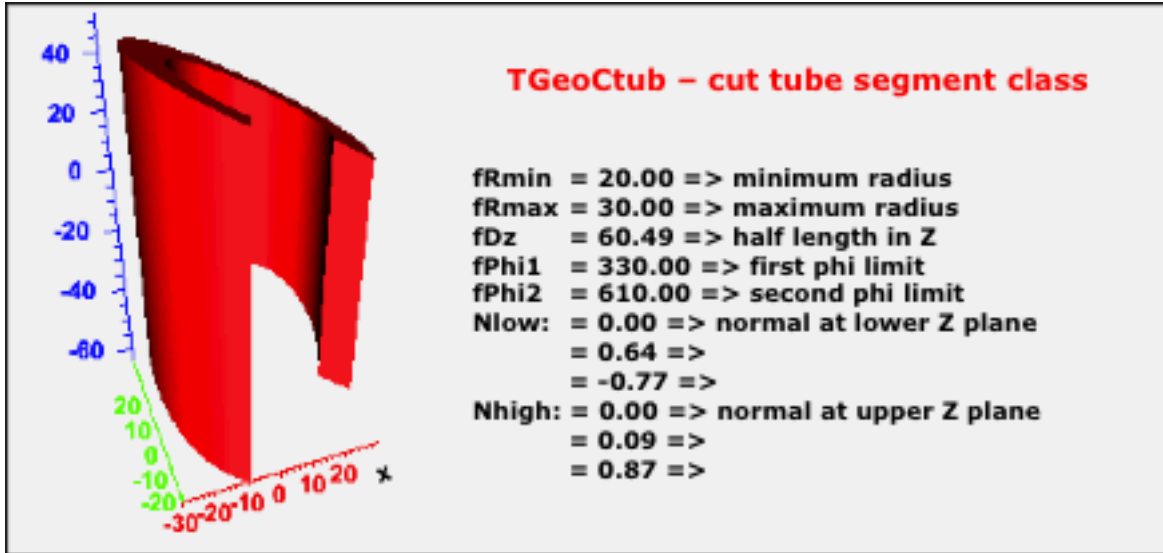 TGeoCtub – cut tube segment class
fRmin = 20.00 => minimum radius
fRmax = 30.00 => maximum radius
fDz = 60.49 => half length in Z
fPhi1 = 330.00 => first phi limit
fPhi2 = 610.00 => second phi limit
Nlow: = 0.00 => normal at lower Z plane
= 0.64 =>
= -0.77 =>
Nhigh: = 0.00 => normal at upper Z plane
= 0.09 =>
= 0.87 =>
40
20
0
-20
-40
-60
20
10
0
-10
-20
-30 -20 -10 0 10 20 x